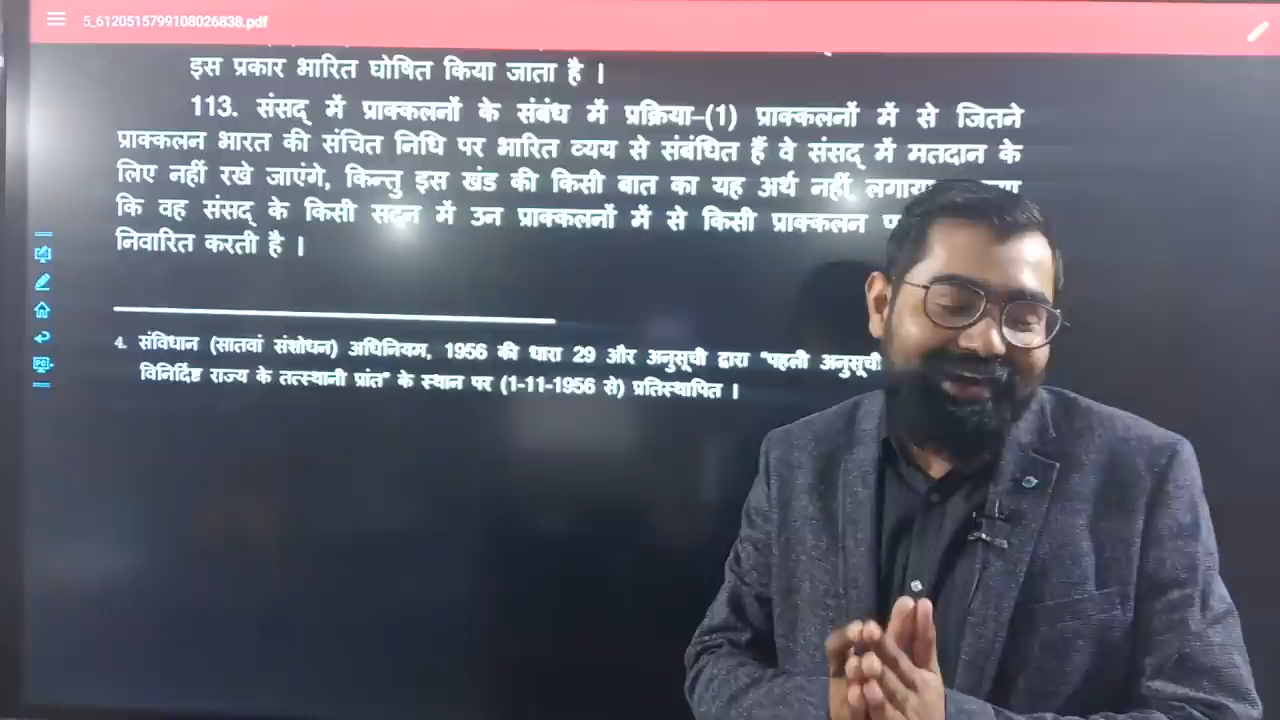 5_6120515799108026838.pdf
इस प्रकार भारित घोषित किया जाता है ।
113. संसद् में प्राक्कलनों के संबंध में प्रक्रिया–(1) प्राक्कलनों में से जितने
प्राक्कलन भारत की संचित निधि पर भारित व्यय से संबंधित हैं वे संसद् में मतदान के
लिए नहीं रखे जाएंगे, किन्तु इस खंड की किसी बात का यह अर्थ नहीं
कि वह संसद् के किसी सदन में उन प्राक्कलनों में से किसी प्राक्कलन
निवारित करती है ।
4. संविधान (सातवां संशोधन) अधिनियम, 1956 की धारा 29 और अनुसूची द्वारा "पहली अनुसूची
विनिर्दिष्ट राज्य के तत्स्थानी प्रांत" के स्थान पर (1-11-1956 से) प्रतिस्थापित ।